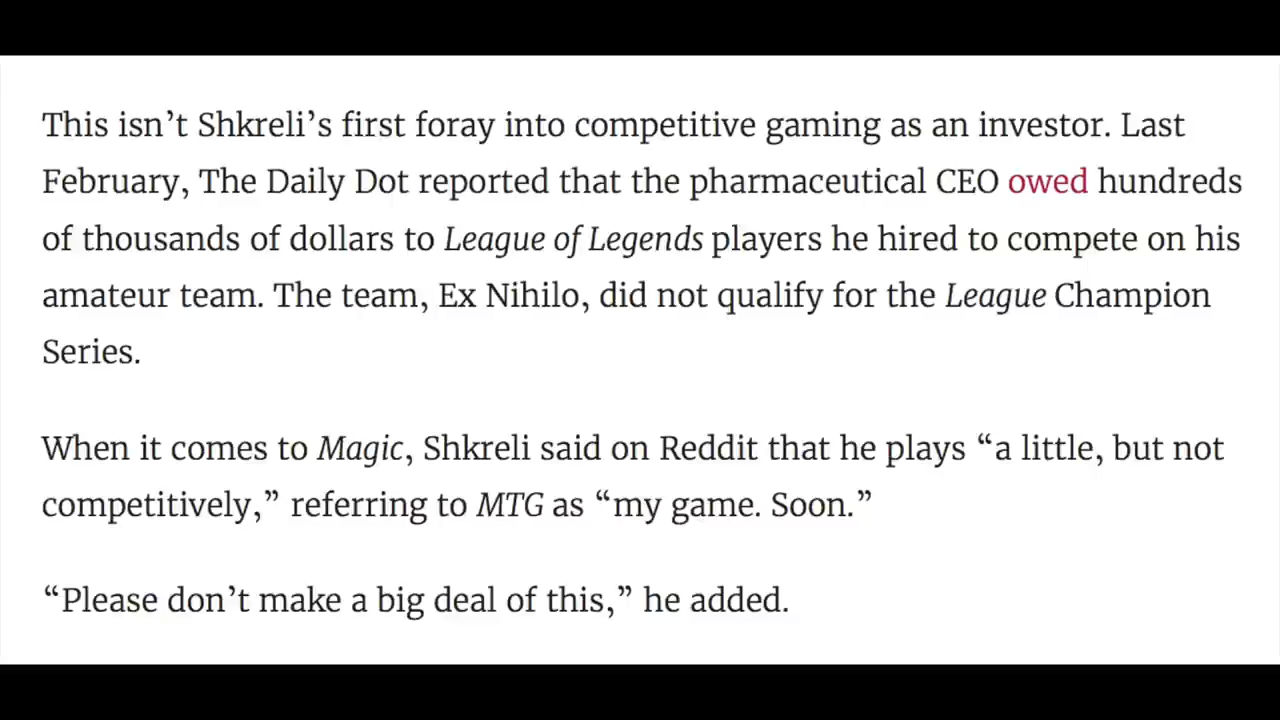 This isn’t Shkreli’s first foray into competitive gaming as an investor. Last
February, The Daily Dot reported that the pharmaceutical CEO owed hundreds
of thousands of dollars to League of Legends players he hired to compete on his
amateur team. The team, Ex Nihilo, did not qualify for the League Champion
Series.
When it comes to Magic, Shkreli said on Reddit that he plays “a little, but not
competitively,” referring to MTG as “my game. Soon.”
“Please don’t make a big deal of this,” he added.